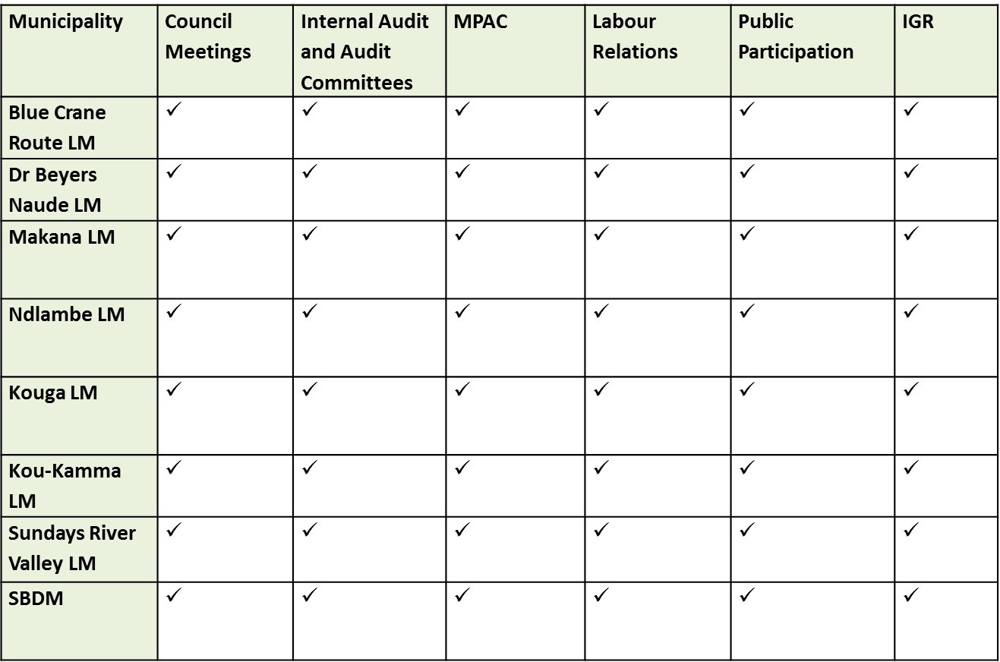 Municipality Council Meetings Internal Audit and Audit Committees MPAC Labour Relations Public Participation IGR
Blue Crane Route LM ✓ ✓ ✓ ✓ ✓ ✓
Dr Beyers Naude LM ✓ ✓ ✓ ✓ ✓ ✓
Makana LM ✓ ✓ ✓ ✓ ✓ ✓
Ndlambe LM ✓ ✓ ✓ ✓ ✓ ✓
Kouga LM ✓ ✓ ✓ ✓ ✓ ✓
Kou-Kamma LM ✓ ✓ ✓ ✓ ✓ ✓
Sundays River Valley LM ✓ ✓ ✓ ✓ ✓ ✓
SBDM ✓ ✓ ✓ ✓ ✓ ✓